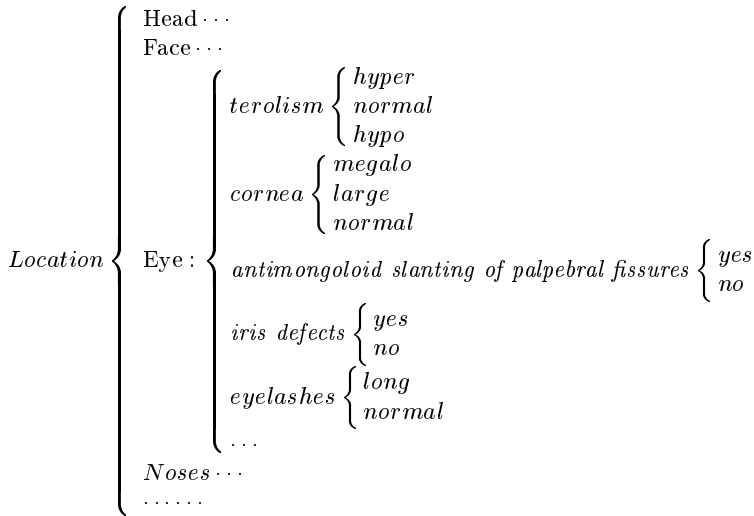 Head · · ·
Face · · ·
hyper
terolism normal
hypo
megalo
cornea large
normal
Location Eye : antimongoloid slanting of palpebral fissures yes
no
iris defects yes
no
eyelashes long
normal
· · ·
Noses · · ·
· · · · · ·